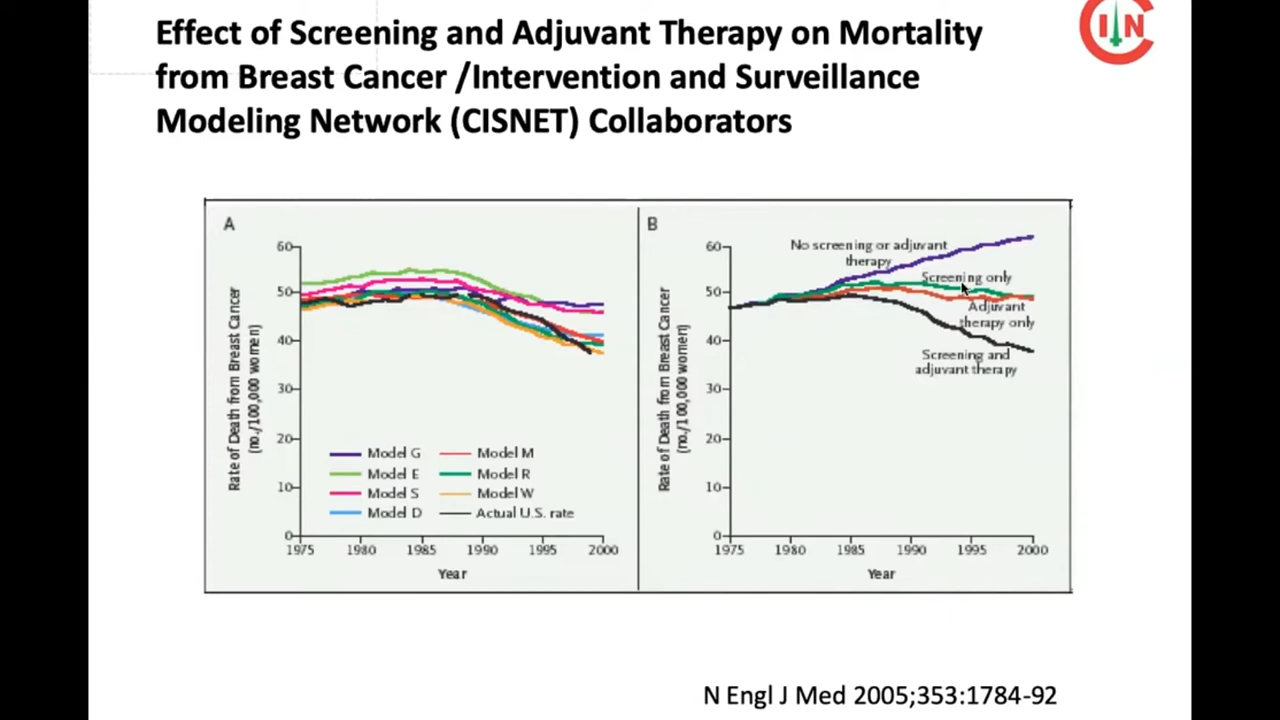 Effect of Screening and Adjuvant Therapy on Mortality
from Breast Cancer /Intervention and Surveillance
Modeling Network (CISNET) Collaborators
CIN
A
60
50
40
30
20
10
0
Rate of Death from Breast Cancer
(no./100,000 women)
Model G
Model M
Model E
Model R
Model S
Model W
Model D
Actual U.S. rate
1975 1980 1985 1990 1995 2000
Year
B
60
50
40
30
20
10
0
Rate of Death from Breast Cancer
(no./100,000 women)
No screening or adjuvant
therapy
Screening only
Adjuvant
therapy only
Screening and
adjuvant therapy
1975 1980 1985 1990 1995 2000
Year
N Engl J Med 2005;353:1784-92